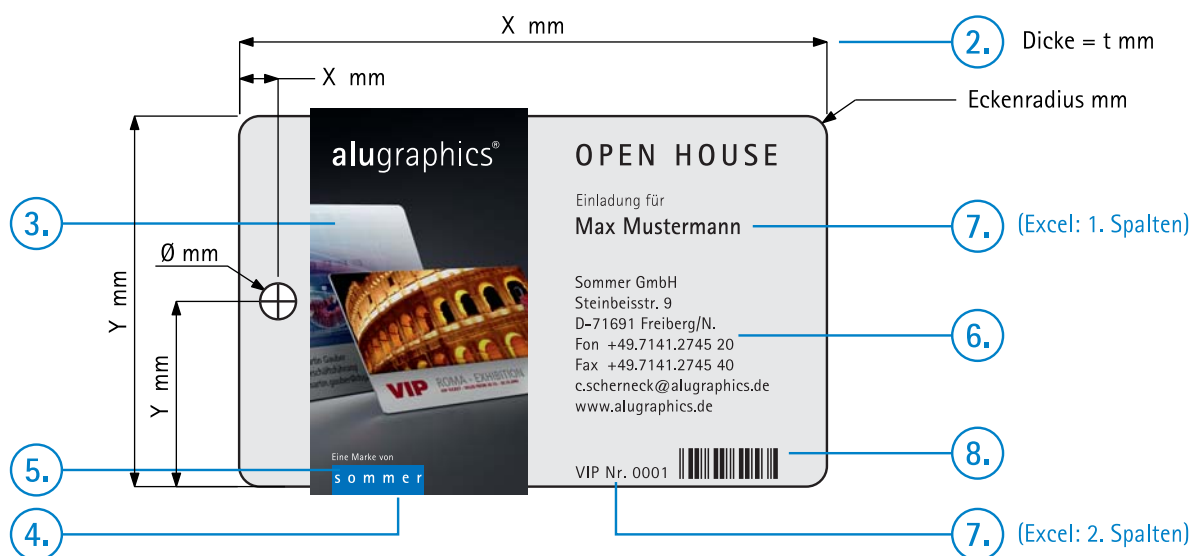 X mm
2. Dicke = t mm
X mm
Eckenradius mm
alugraphics®
OPEN HOUSE
Einladung für
3.
Max Mustermann
7. (Excel: 1. Spalten)
Ø mm
Y mm
Sommer GmbH
Steinbeisstr. 9
D-71691 Freiberg/N.
Fon +49.7141.2745 20
6.
Fax +49.7141.2745 40
c.scherneck@alugraphics.de
www.alugraphics.de
Y mm
artin Gauber
eschäftsführung
VIP ROMA - EXHIBITION
Eine Marke von
5.
sommer
VIP Nr. 0001
8.
4.
7. (Excel: 2. Spalten)